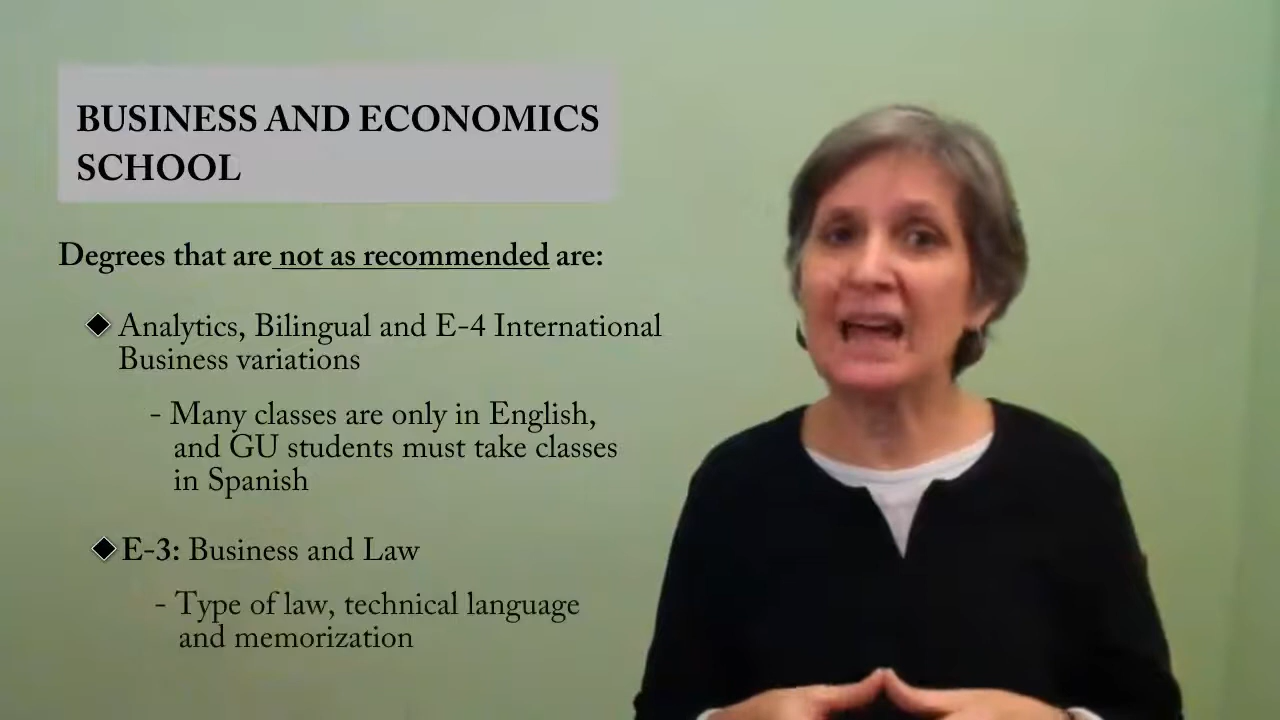 BUSINESS AND ECONOMICS
SCHOOL
Degrees that are not as recommended are:
Analytics, Bilingual and E-4 International
Business variations
- Many classes are only in English,
and GU students must take classes
in Spanish
E-3: Business and Law
- Type of law, technical language
and memorization